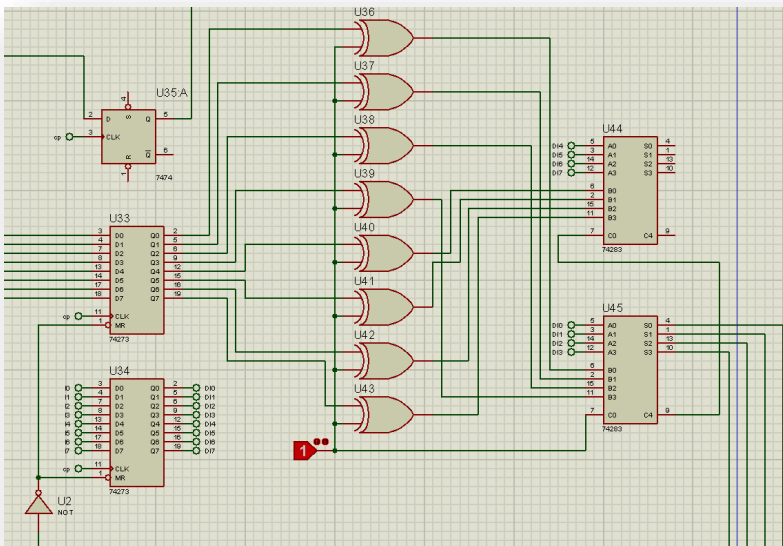 U36
U37
U35:A
4
2 D S Q 5
cp 3 CLK
R Q 6
1
7474
U38
U39
U40
U41
U42
U43
U33
3 D0 Q0 2
4 D1 Q1 5
7 D2 Q2 6
8 D3 Q3 9
13 D4 Q4 12
14 D5 Q5 15
17 D6 Q6 16
18 D7 Q7 19
cp 11 CLK
1 MR
74273
U34
I0 3 D0 Q0 2 DI0
I1 4 D1 Q1 5 DI1
I2 7 D2 Q2 6 DI2
I3 8 D3 Q3 9 DI3
I4 13 D4 Q4 12 DI4
I5 14 D5 Q5 15 DI5
I6 17 D6 Q6 16 DI6
I7 18 D7 Q7 19 DI7
cp 11 CLK
1 MR
74273
U2
NOT
1
U44
DI4 5 A0 S0 4
DI5 3 A1 S1 1
DI6 14 A2 S2 13
DI7 12 A3 S3 10
6 B0
2 B1
15 B2
11 B3
7 C0 C4 9
74283
U45
DI0 5 A0 S0 4
DI1 3 A1 S1 1
DI2 14 A2 S2 13
DI3 12 A3 S3 10
6 B0
2 B1
15 B2
11 B3
7 C0 C4 9
74283